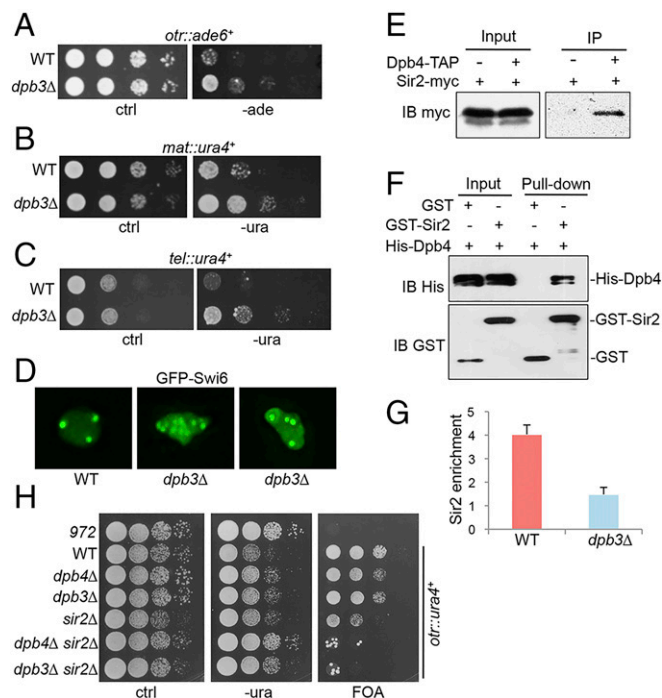 A
otr::ade6+
WT
dpb3Δ
ctrl -ade
B
mat::ura4+
WT
dpb3Δ
ctrl -ura
C
tel::ura4+
WT
dpb3Δ
ctrl -ura
D
GFP-Swi6
WT dpb3Δ dpb3Δ
E
Input IP
Dpb4-TAP - + - +
Sir2-myc + + + +
IB myc
F
Input Pull-down
GST + - + -
GST-Sir2 - + - +
His-Dpb4 + + + +
IB His -His-Dpb4
IB GST -GST-Sir2
-GST
G
Sir2 enrichment
5
4
3
2
1
0
WT dpb3Δ
H
972
WT
dpb4Δ
dpb3Δ
sir2Δ
dpb4Δ sir2Δ
dpb3Δ sir2Δ
otr::ura4+
ctrl -ura FOA